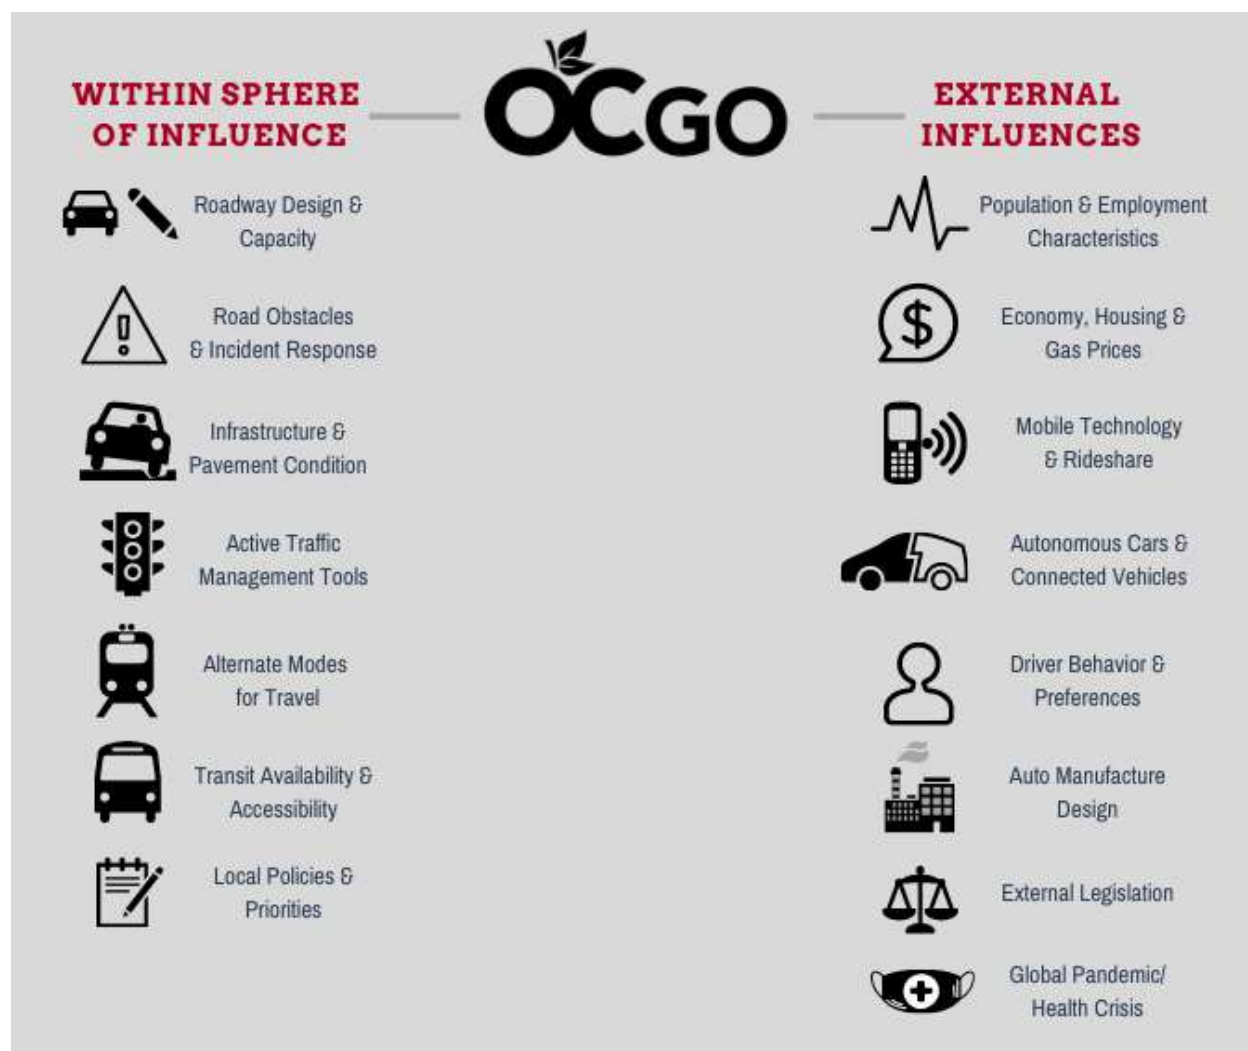 WITHIN SPHERE
OF INFLUENCE
Roadway Design &
Capacity
Road Obstacles
& Incident Response
Infrastructure &
Pavement Condition
Active Traffic
Management Tools
Alternate Modes
for Travel
Transit Availability &
Accessibility
Local Policies &
Priorities
OCGO
EXTERNAL
INFLUENCES
Population & Employment
Characteristics
$
Economy, Housing &
Gas Prices
Mobile Technology
& Rideshare
Autonomous Cars &
Connected Vehicles
Driver Behavior &
Preferences
Auto Manufacture
Design
External Legislation
Global Pandemic/
Health Crisis